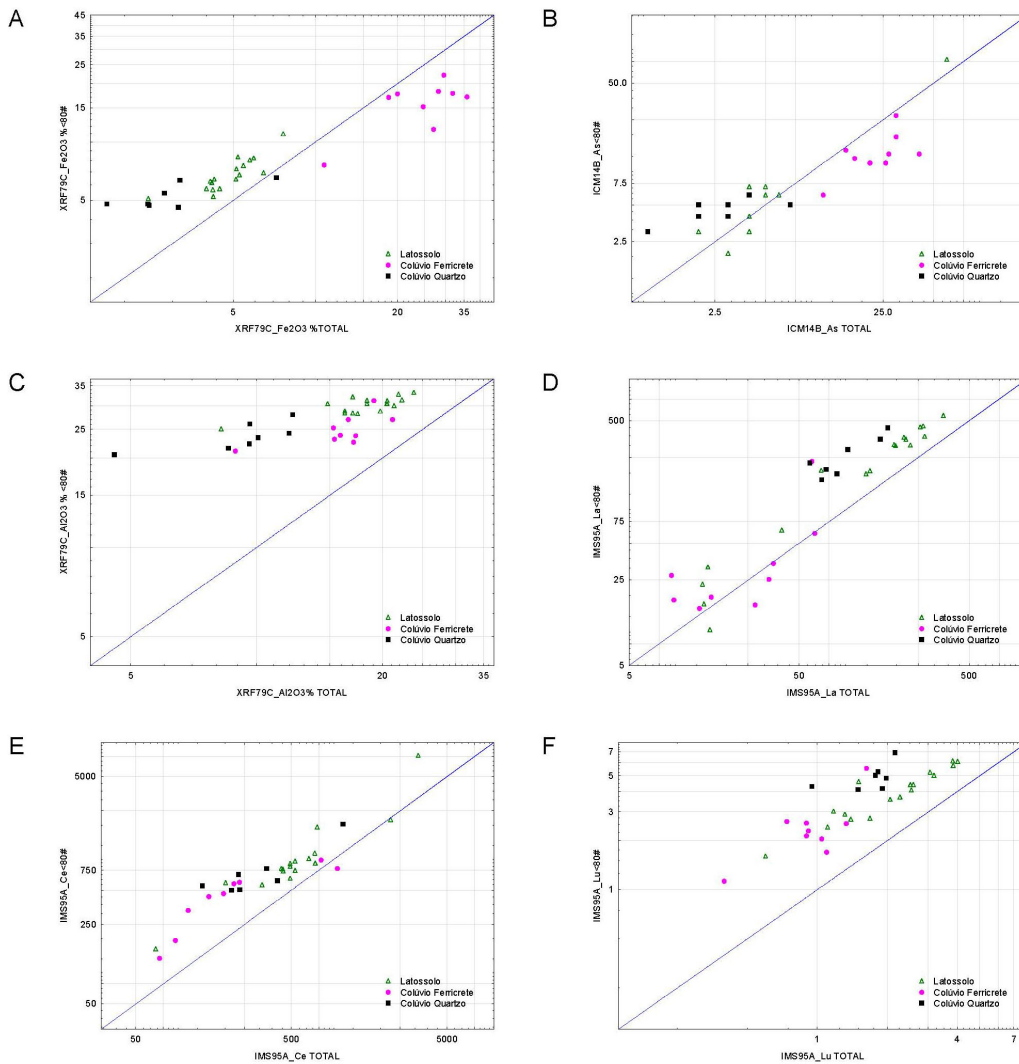 A
45
35
25
15
5
XRF79C_Fe2O3 % <80#
5
20
35
XRF79C_Fe2O3 %TOTAL
Latossolo
Colúvio Ferricrete
Colúvio Quartzo
B
50.0
7.5
2.5
ICM14B_As<80#
2.5
25.0
ICM14B_As TOTAL
Latossolo
Colúvio Ferricrete
Colúvio Quartzo
C
35
25
15
5
XRF79C_Al2O3 % <80#
5
20
35
XRF79C_Al2O3% TOTAL
Latossolo
Colúvio Ferricrete
Colúvio Quartzo
D
500
75
25
5
IMS95A_La<80#
5
50
500
IMS95A_La TOTAL
Latossolo
Colúvio Ferricrete
Colúvio Quartzo
E
5000
750
250
50
IMS95A_Ce<80#
50
500
5000
IMS95A_Ce TOTAL
Latossolo
Colúvio Ferricrete
Colúvio Quartzo
F
7
5
3
1
1
IMS95A_Lu<80#
1
4
7
IMS95A_Lu TOTAL
Latossolo
Colúvio Ferricrete
Colúvio Quartzo